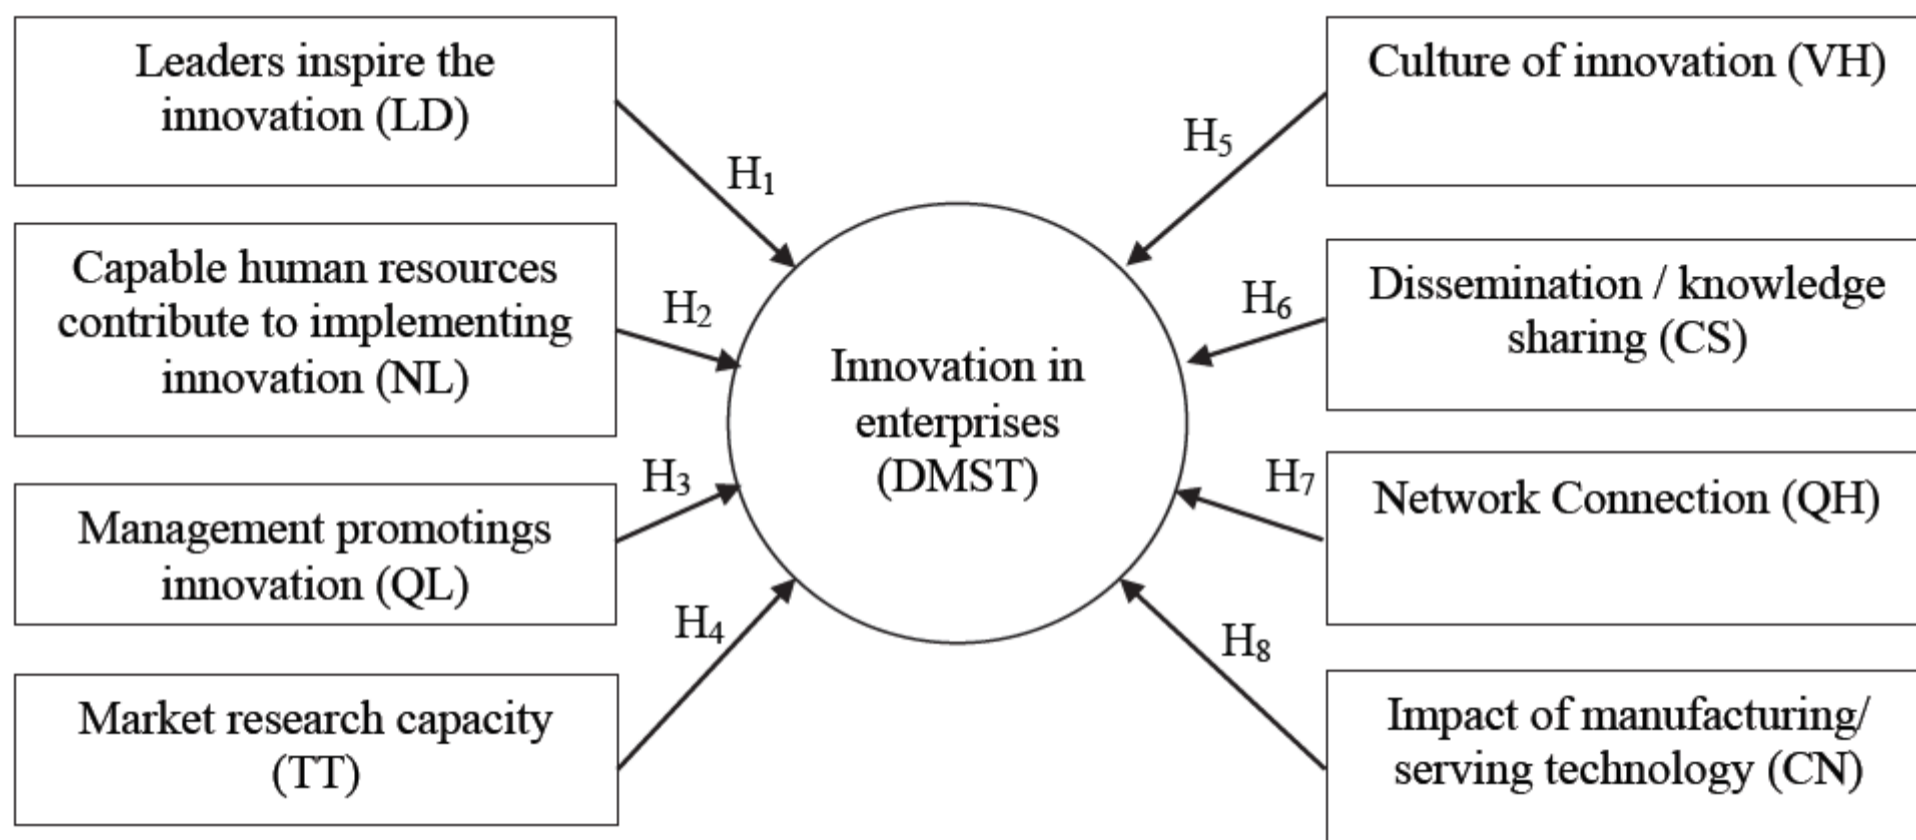 Leaders inspire the
innovation (LD)
H₁
Capable human resources
contribute to implementing
innovation (NL)
H₂
Management promotings
innovation (QL)
H₃
Market research capacity
(TT)
H₄
Innovation in
enterprises
(DMST)
Culture of innovation (VH)
H₅
Dissemination / knowledge
sharing (CS)
H₆
Network Connection (QH)
H₇
Impact of manufacturing/
serving technology (CN)
H₈